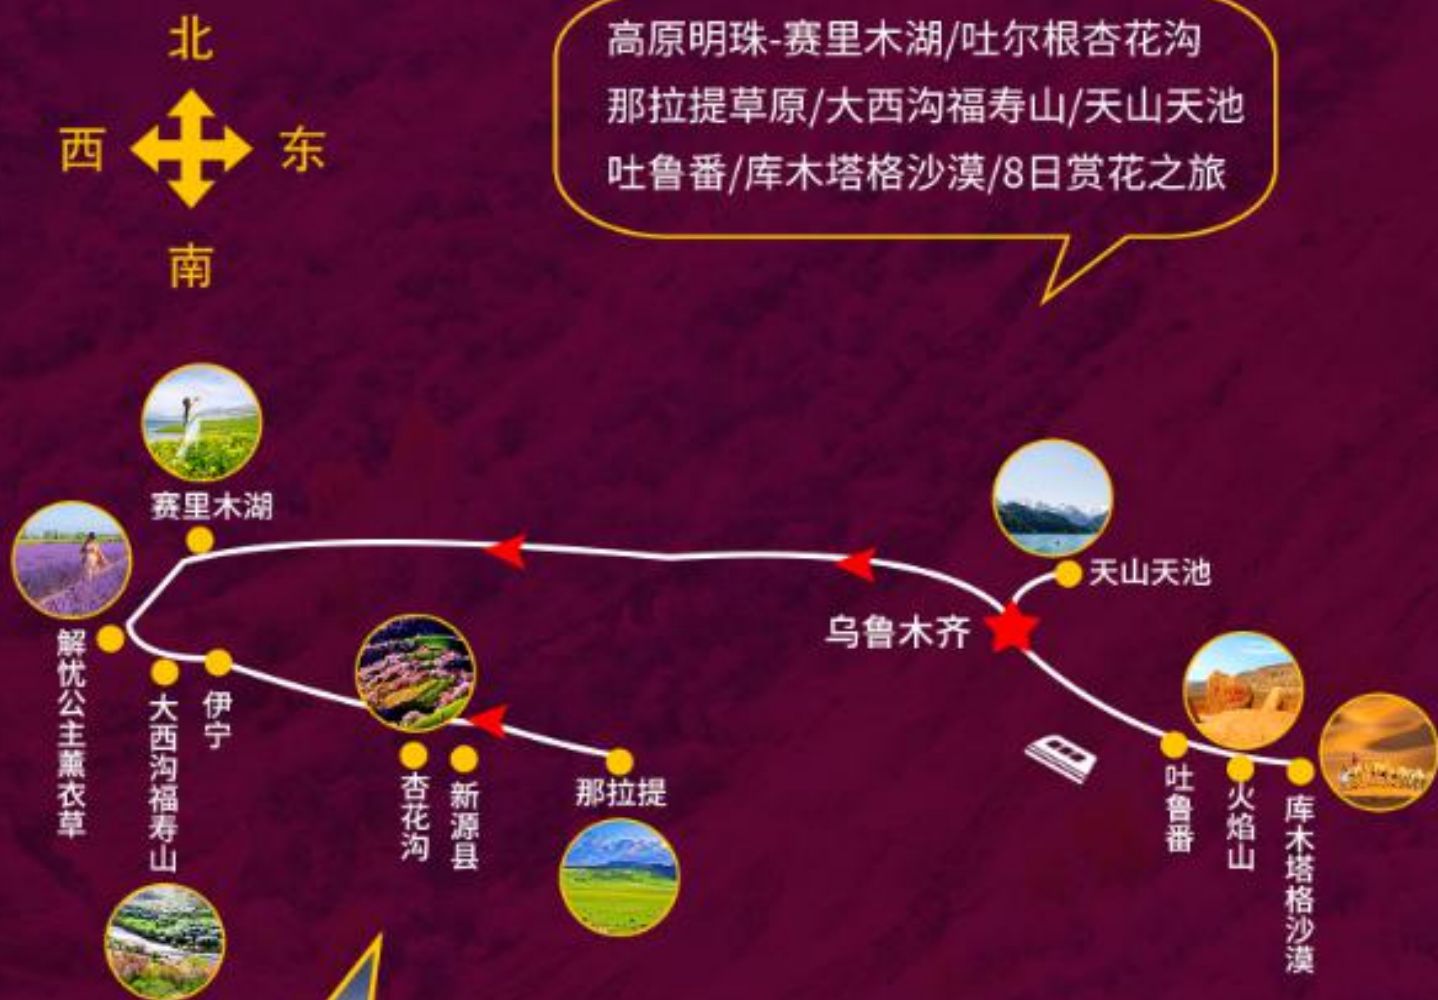 北
西
东
南
高原明珠-赛里木湖/吐尔根杏花沟
那拉提草原/大西沟福寿山/天山天池
吐鲁番/库木塔格沙漠/8日赏花之旅
赛里木湖
天山天池
乌鲁木齐
解忧公主薰衣草
大西沟福寿山
伊宁
杏花沟
新源县
那拉提
吐鲁番
火焰山
库木塔格沙漠